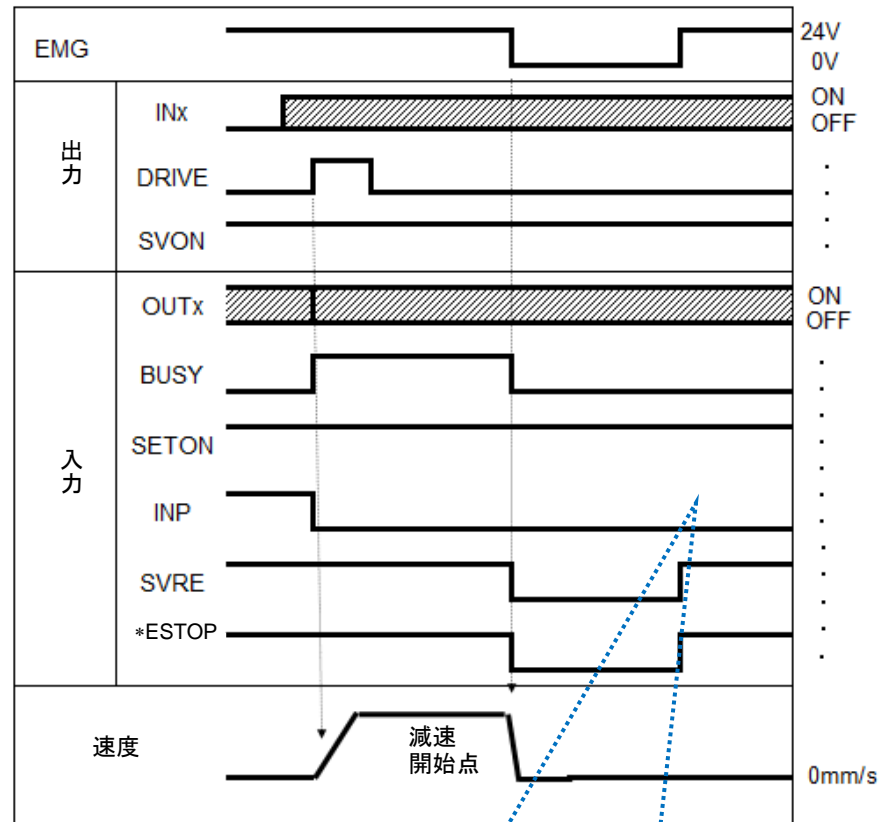 EMG
24V
0V
出力
INx
ON
OFF
DRIVE
SVON
入力
OUTx
ON
OFF
BUSY
SETON
INP
SVRE
*ESTOP
速度
減速
開始点
0mm/s